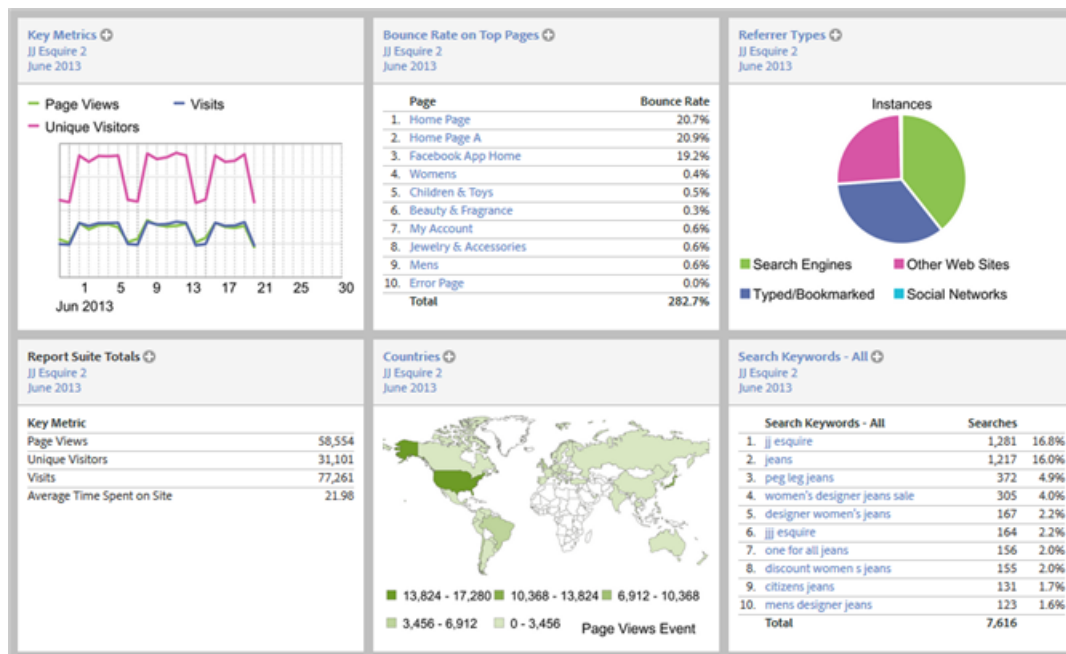 Key Metrics
JJ Esquire 2
June 2013
Page Views
Visits
Unique Visitors
1 5 9 13 17 21 25 30
Jun 2013
Bounce Rate on Top Pages
JJ Esquire 2
June 2013
Page Bounce Rate
1. Home Page 20.7%
2. Home Page A 20.9%
3. Facebook App Home 19.2%
4. Womens 0.4%
5. Children & Toys 0.5%
6. Beauty & Fragrance 0.3%
7. My Account 0.6%
8. Jewelry & Accessories 0.6%
9. Mens 0.6%
10. Error Page 0.0%
Total 282.7%
Referrer Types
JJ Esquire 2
June 2013
Instances
Search Engines
Other Web Sites
Typed/Bookmarked
Social Networks
Report Suite Totals
JJ Esquire 2
June 2013
Key Metric
Page Views 58,554
Unique Visitors 31,101
Visits 77,261
Average Time Spent on Site 21.98
Countries
JJ Esquire 2
June 2013
13,824 - 17,280
10,368 - 13,824
6,912 - 10,368
3,456 - 6,912
0 - 3,456
Page Views Event
Search Keywords - All
JJ Esquire 2
June 2013
Search Keywords - All Searches
1. jj esquire 1,281 16.8%
2. jeans 1,217 16.0%
3. peg leg jeans 372 4.9%
4. women's designer jeans sale 305 4.0%
5. designer women's jeans 167 2.2%
6. jjj esquire 164 2.2%
7. one for all jeans 156 2.0%
8. discount women s jeans 155 2.0%
9. citizens jeans 131 1.7%
10. mens designer jeans 123 1.6%
Total 7,616